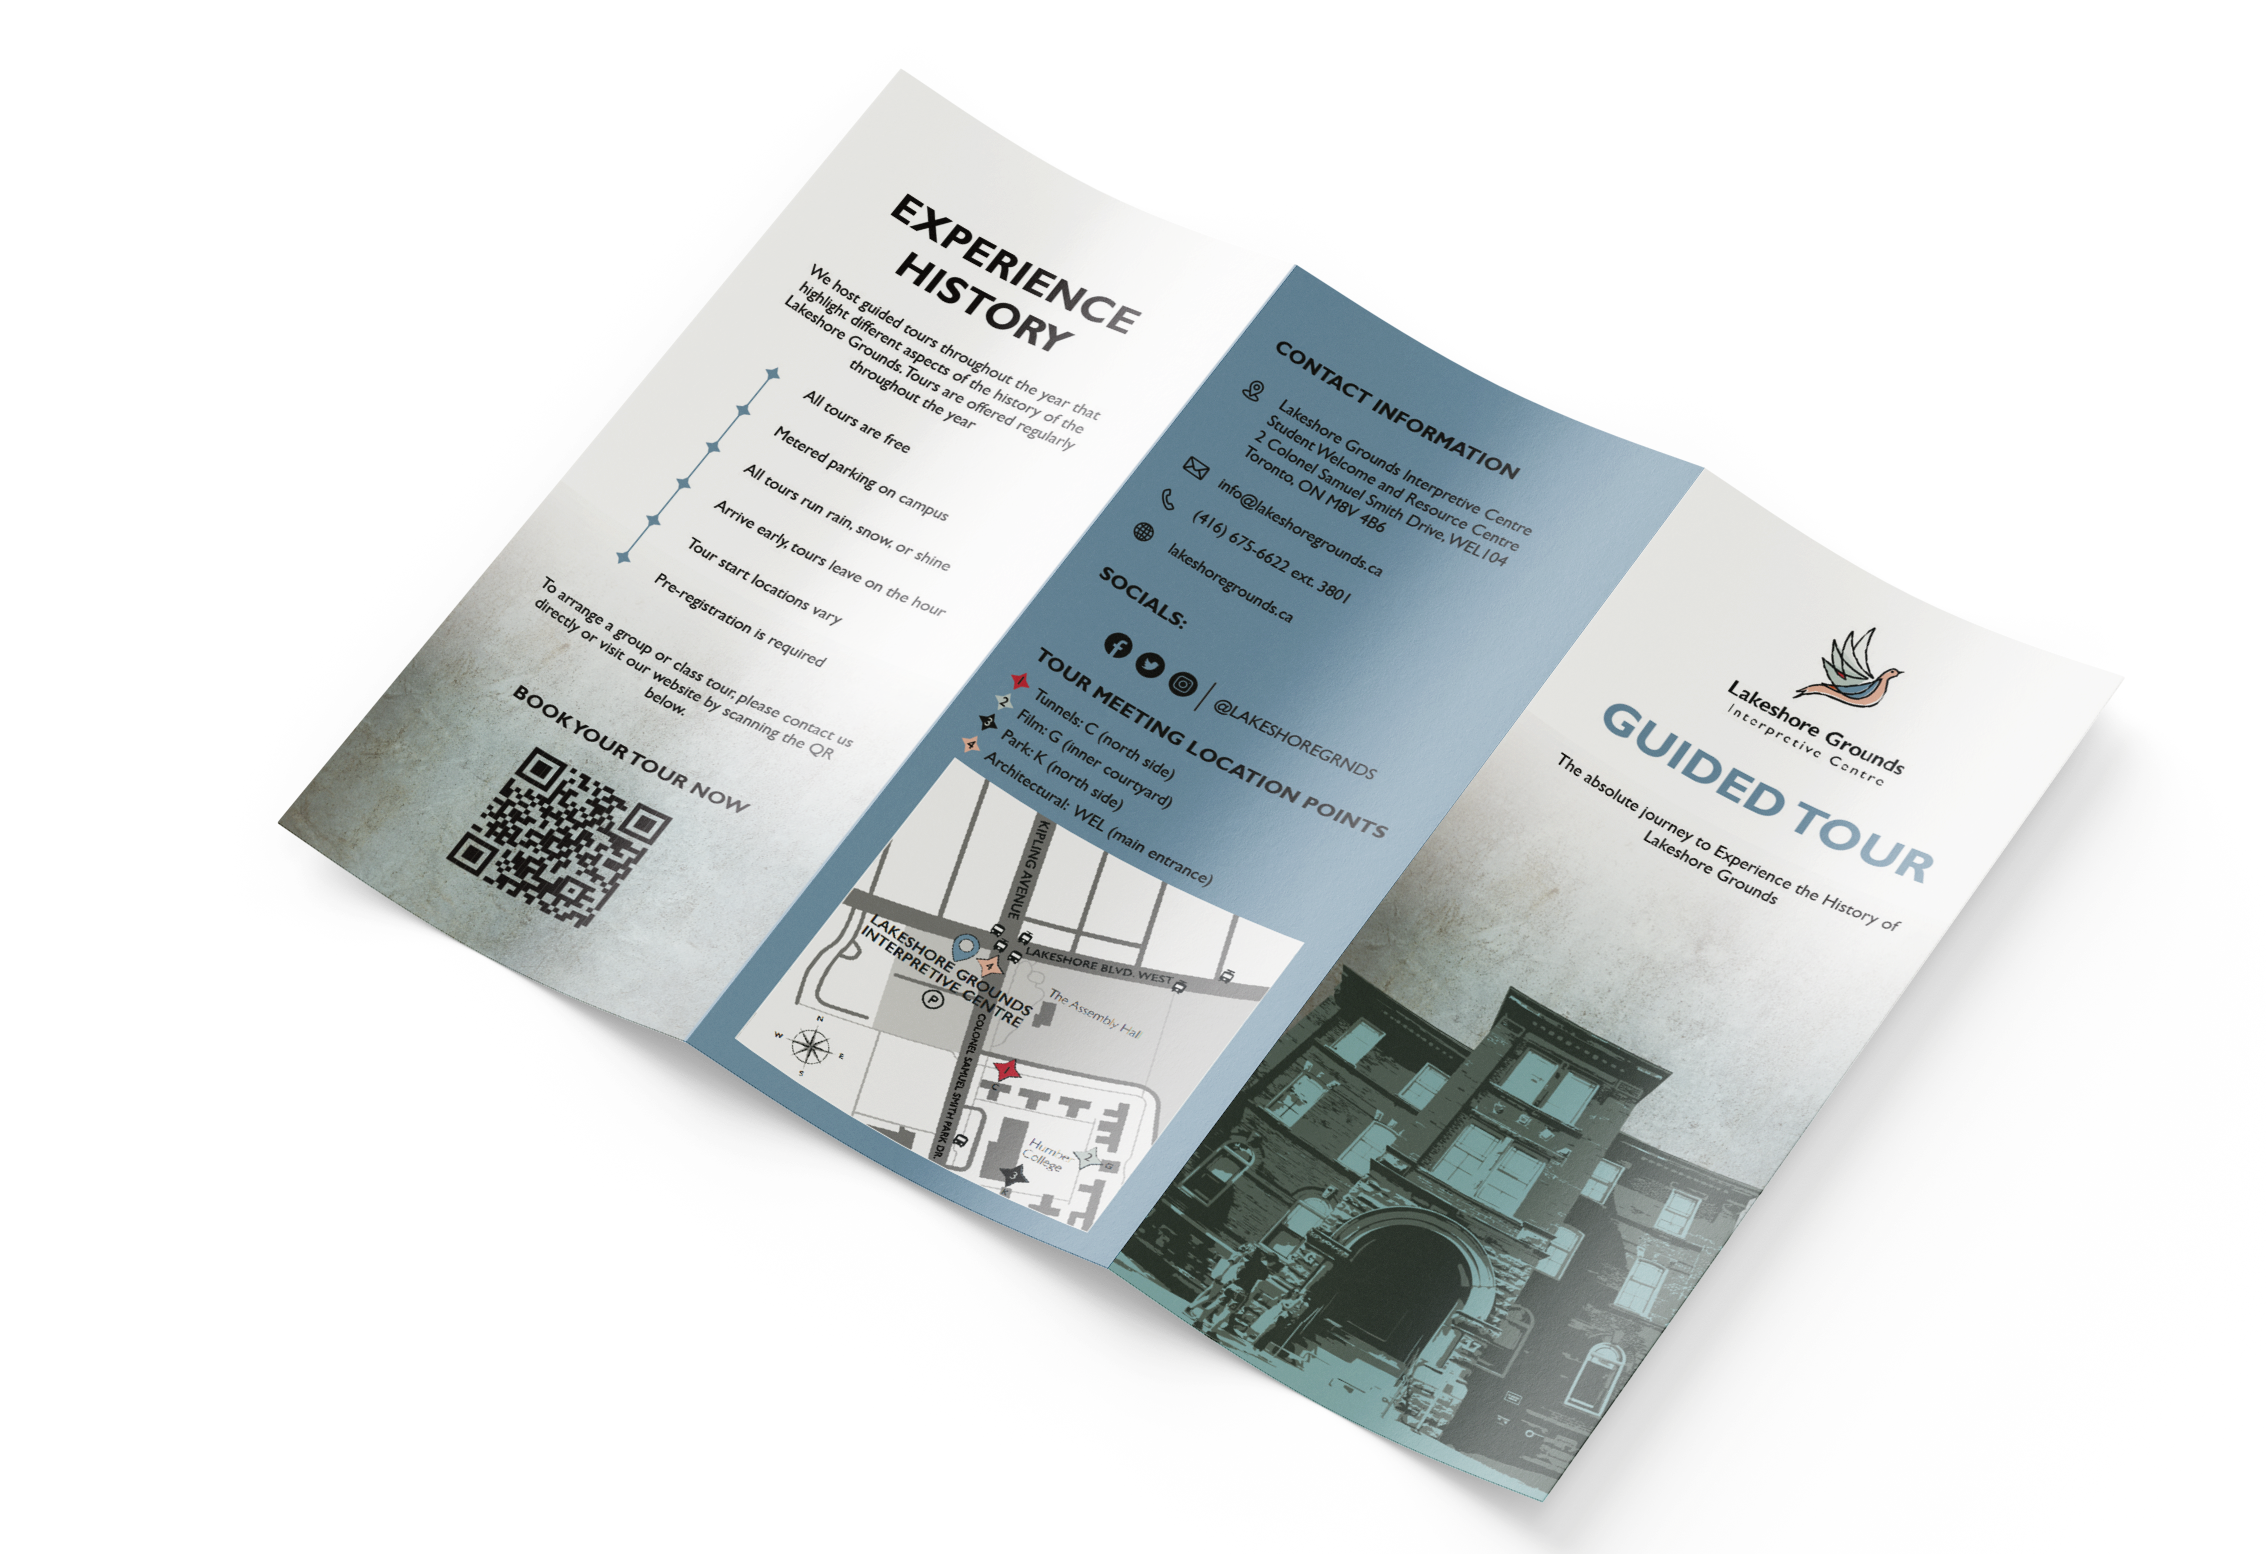 EXPERIENCE
HISTORY
We host guided tours throughout the year that
highlight different aspects of the history of the
Lakeshore Grounds. Tours are offered regularly
throughout the year
All tours are free
Metered parking on campus
All tours run rain, snow, or shine
Arrive early, tours leave on the hour
Tour start locations vary
Pre-registration is required
To arrange a group or class tour, please contact us
directly or visit our website by scanning the QR
below.
BOOK YOUR TOUR NOW
CONTACT INFORMATION
Lakeshore Grounds Interpretive Centre
Student Welcome and Resource Centre
2 Colonel Samuel Smith Drive, WEL104
Toronto, ON M8V 4B6
info@lakeshoregrounds.ca
(416) 675-6622 ext. 3801
lakeshoregrounds.ca
SOCIALS:
@LAKESHOREGRNDS
TOUR MEETING LOCATION POINTS
1 Tunnels: C (north side)
2 Film: G (inner courtyard)
3 Park: K (north side)
4 Architectural: WEL (main entrance)
KIPLING AVENUE
LAKESHORE BLVD. WEST
LAKESHORE GROUNDS
INTERPRETIVE CENTRE
4
P
The Assembly Hall
COLONEL SAMUEL SMITH PARK DR.
N
W
E
S
1
C
Humber
College
2
G
3
K
Lakeshore Grounds
Interpretive Centre
GUIDED TOUR
The absolute journey to Experience the History of
Lakeshore Grounds